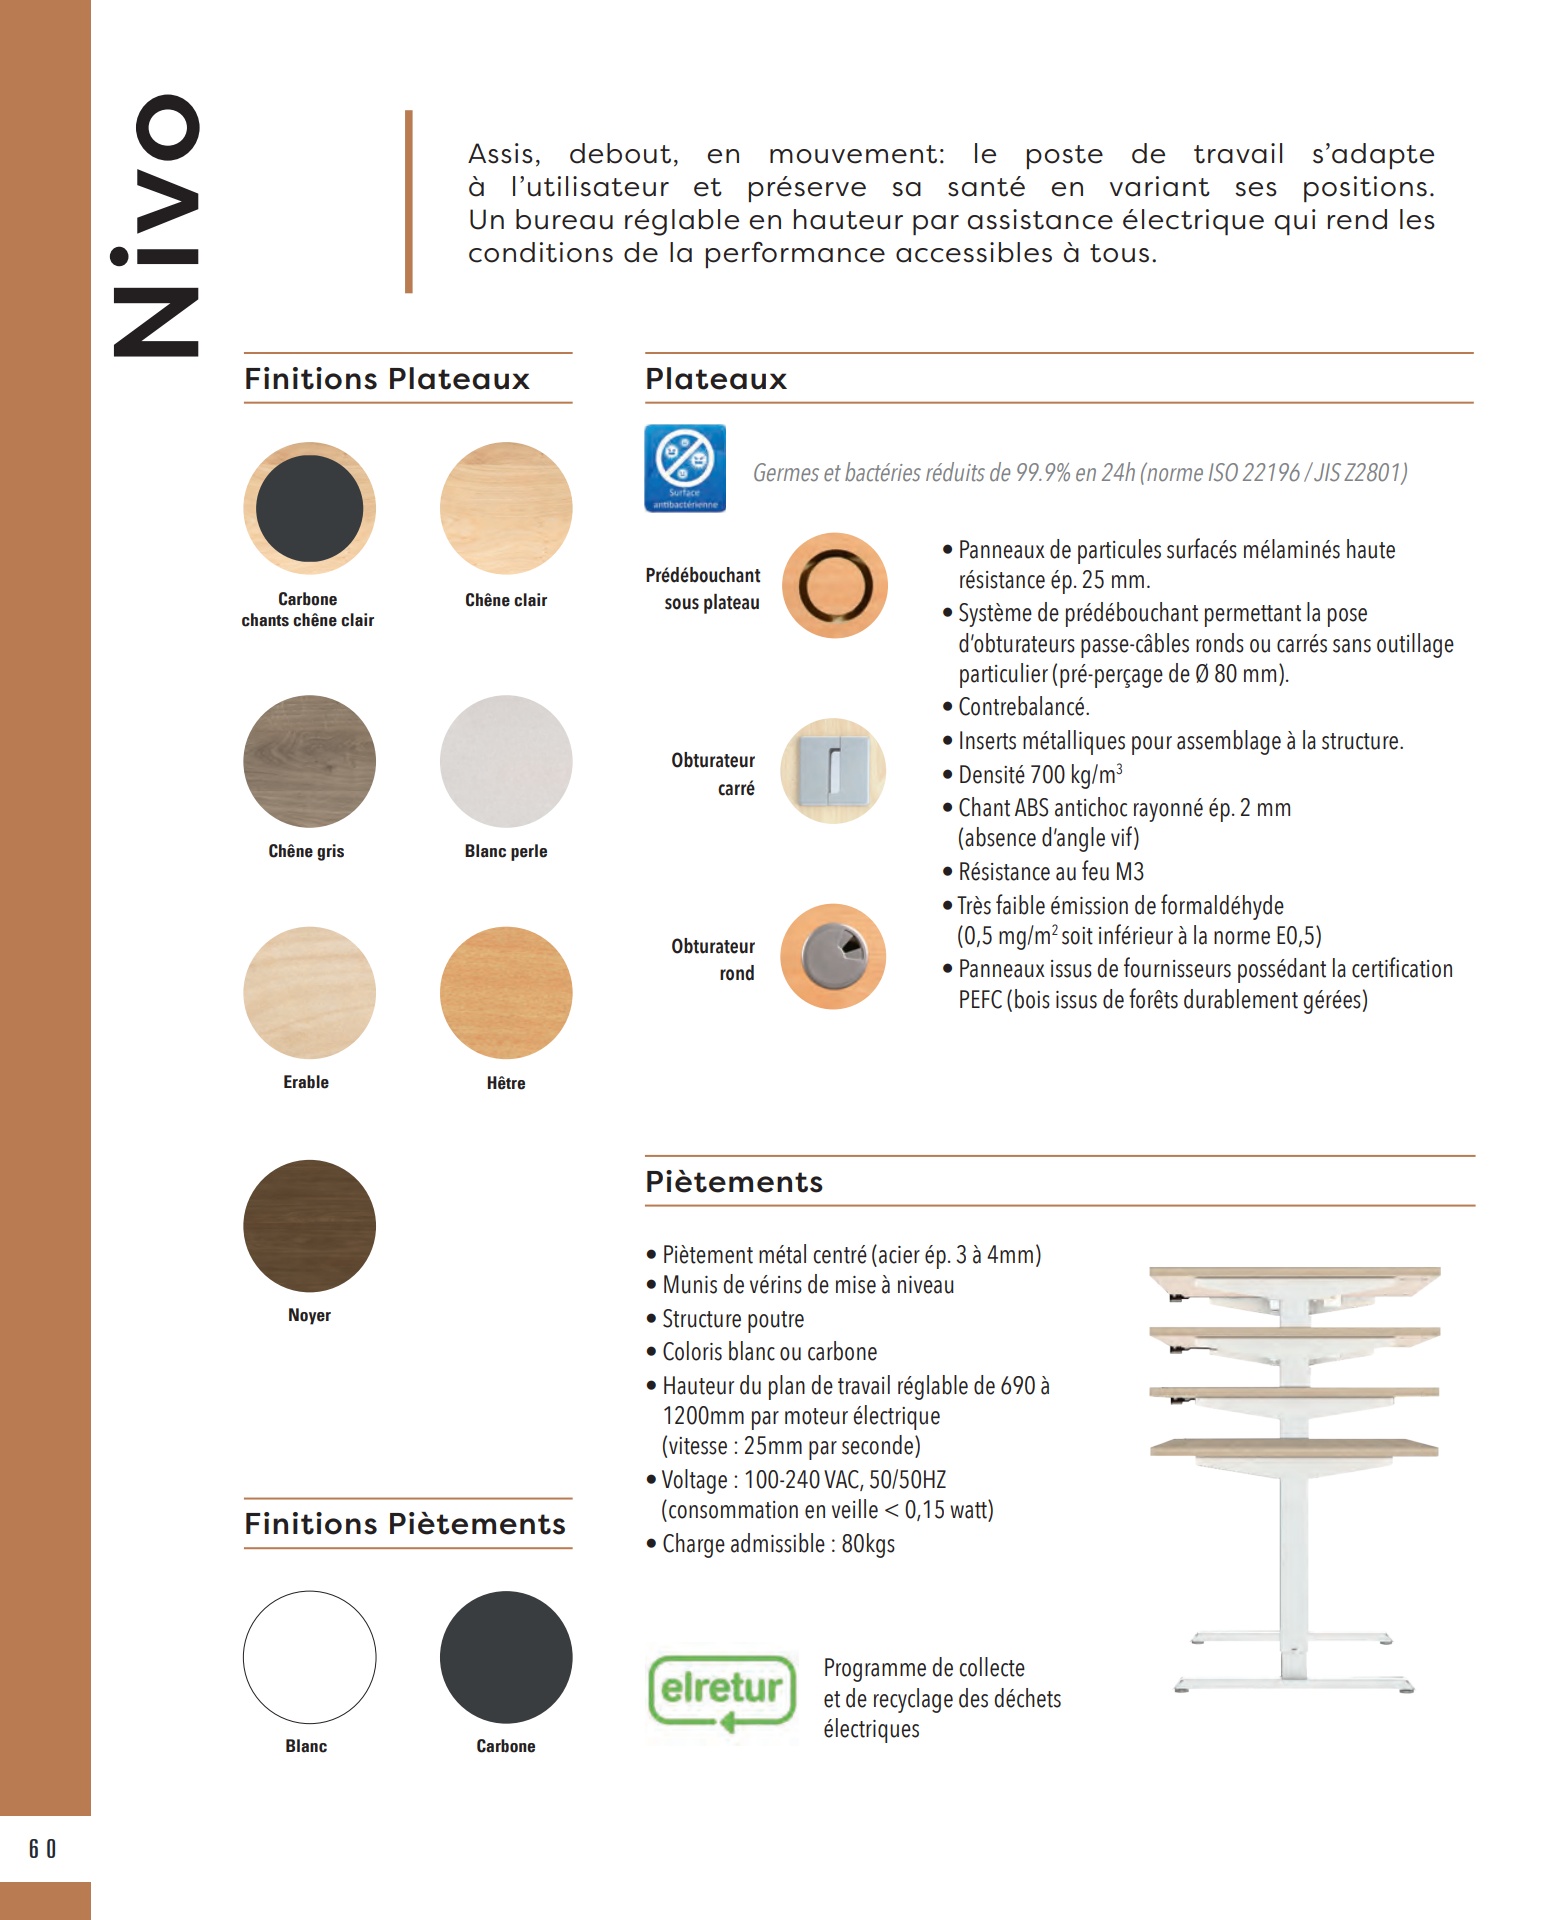 Nivo
Assis, debout, en mouvement: le poste de travail s’adapte
à l’utilisateur et préserve sa santé en variant ses positions.
Un bureau réglable en hauteur par assistance électrique qui rend les
conditions de la performance accessibles à tous.
Finitions Plateaux
Carbone
chants chêne clair
Chêne clair
Chêne gris
Blanc perle
Erable
Hêtre
Noyer
Finitions Piètements
Blanc
Carbone
Plateaux
Surface
antibactérienne
Germes et bactéries réduits de 99.9% en 24h (norme ISO 22196 / JIS Z2801)
Prédébouchant
sous plateau
Obturateur
carré
Obturateur
rond
• Panneaux de particules surfacés mélaminés haute
résistance ép. 25 mm.
• Système de prédébouchant permettant la pose
d’obturateurs passe-câbles ronds ou carrés sans outillage
particulier (pré-perçage de Ø 80 mm).
• Contrebalancé.
• Inserts métalliques pour assemblage à la structure.
• Densité 700 kg/m³
• Chant ABS antichoc rayonné ép. 2 mm
(absence d’angle vif)
• Résistance au feu M3
• Très faible émission de formaldéhyde
(0,5 mg/m² soit inférieur à la norme E0,5)
• Panneaux issus de fournisseurs possédant la certification
PEFC (bois issus de forêts durablement gérées)
Piètements
• Piètement métal centré (acier ép. 3 à 4mm)
• Munis de vérins de mise à niveau
• Structure poutre
• Coloris blanc ou carbone
• Hauteur du plan de travail réglable de 690 à
1200mm par moteur électrique
(vitesse : 25mm par seconde)
• Voltage : 100-240 VAC, 50/50HZ
(consommation en veille < 0,15 watt)
• Charge admissible : 80kgs
elretur
Programme de collecte
et de recyclage des déchets
électriques
60